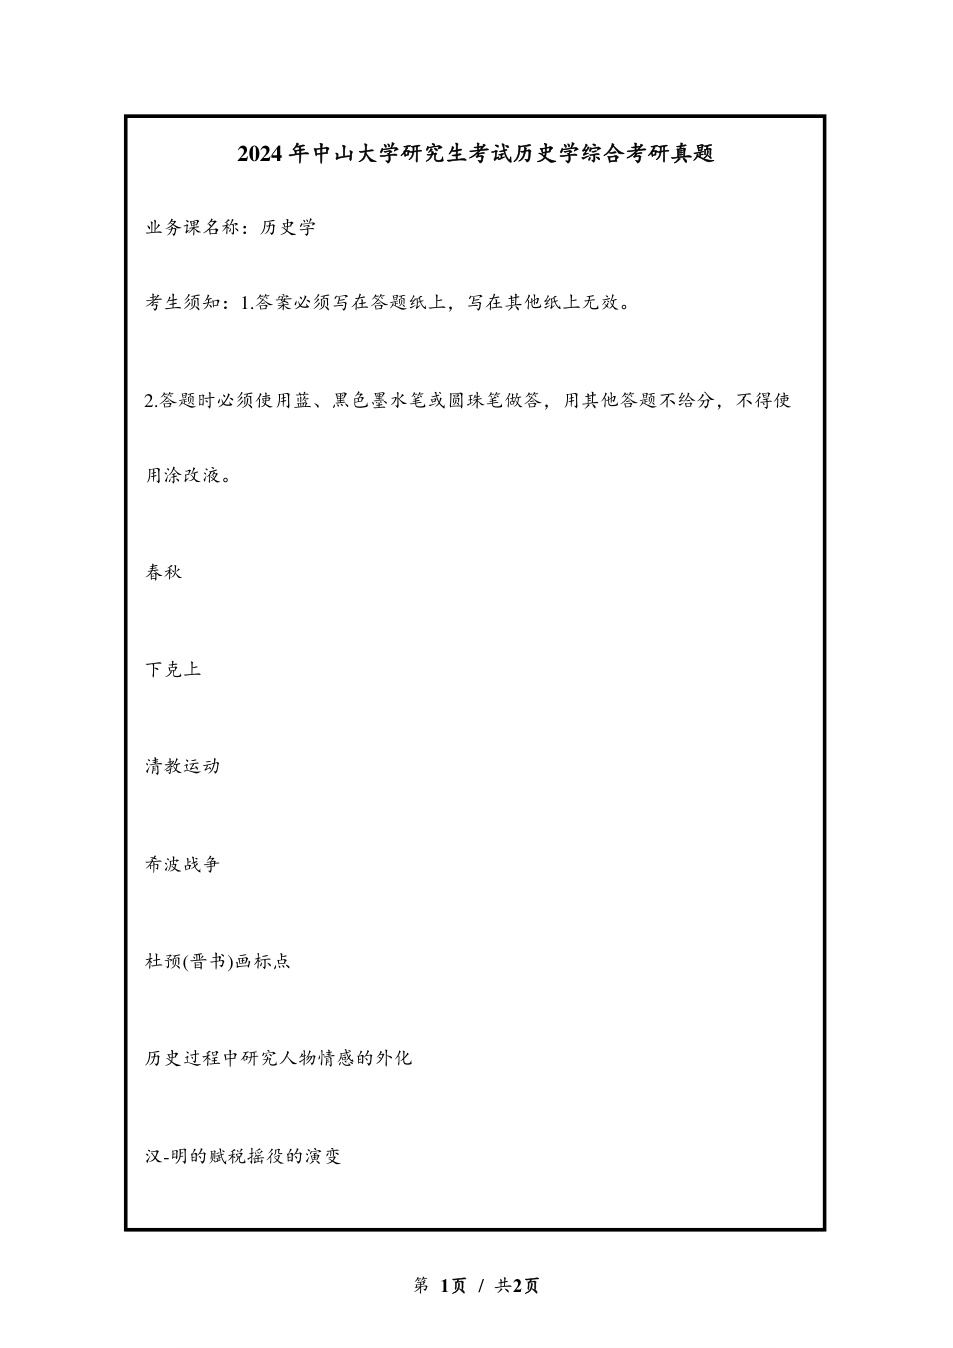 2024 年中山大学研究生考试历史学综合考研真题
业务课名称：历史学
考生须知：1.答案必须写在答题纸上，写在其他纸上无效。
2.答题时必须使用蓝、黑色墨水笔或圆珠笔做答，用其他答题不给分，不得使
用涂改液。
春秋
下克上
清教运动
希波战争
杜预(晋书)画标点
历史过程中研究人物情感的外化
汉-明的赋税摇役的演变
第 1页 / 共2页